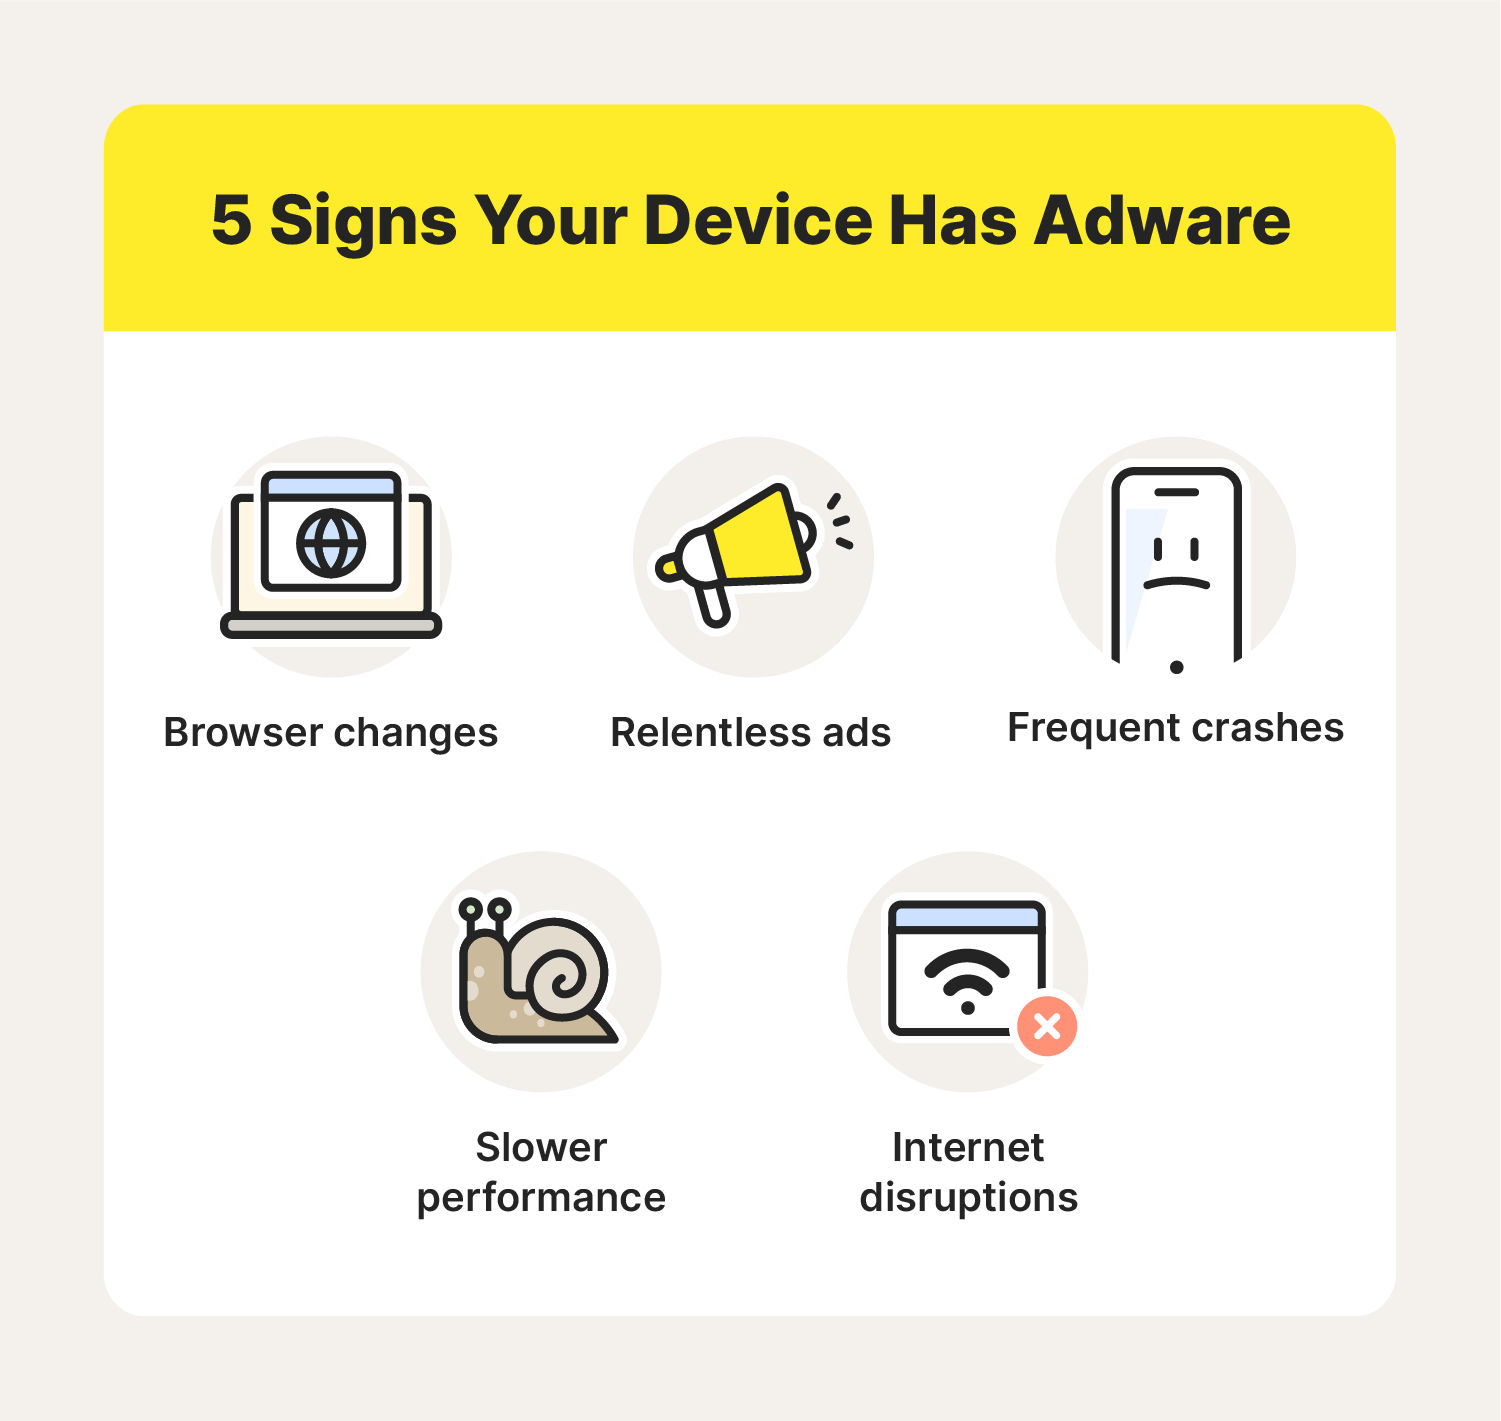 5 Signs Your Device Has Adware
Browser changes
Relentless ads
Frequent crashes
Slower
performance
Internet
disruptions